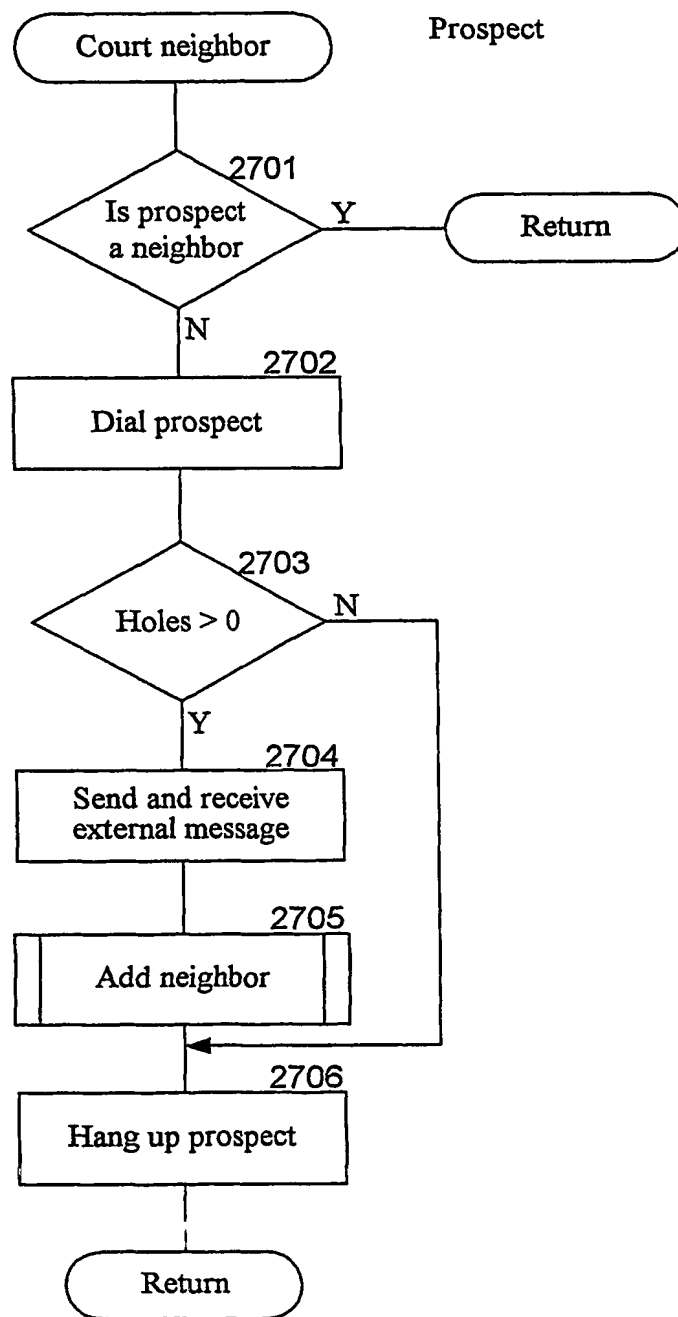 Court neighbor
Prospect
2701
Is prospect
a neighbor
Y
Return
N
2702
Dial prospect
2703
Holes > 0
N
Y
2704
Send and receive
external message
2705
Add neighbor
2706
Hang up prospect
Return